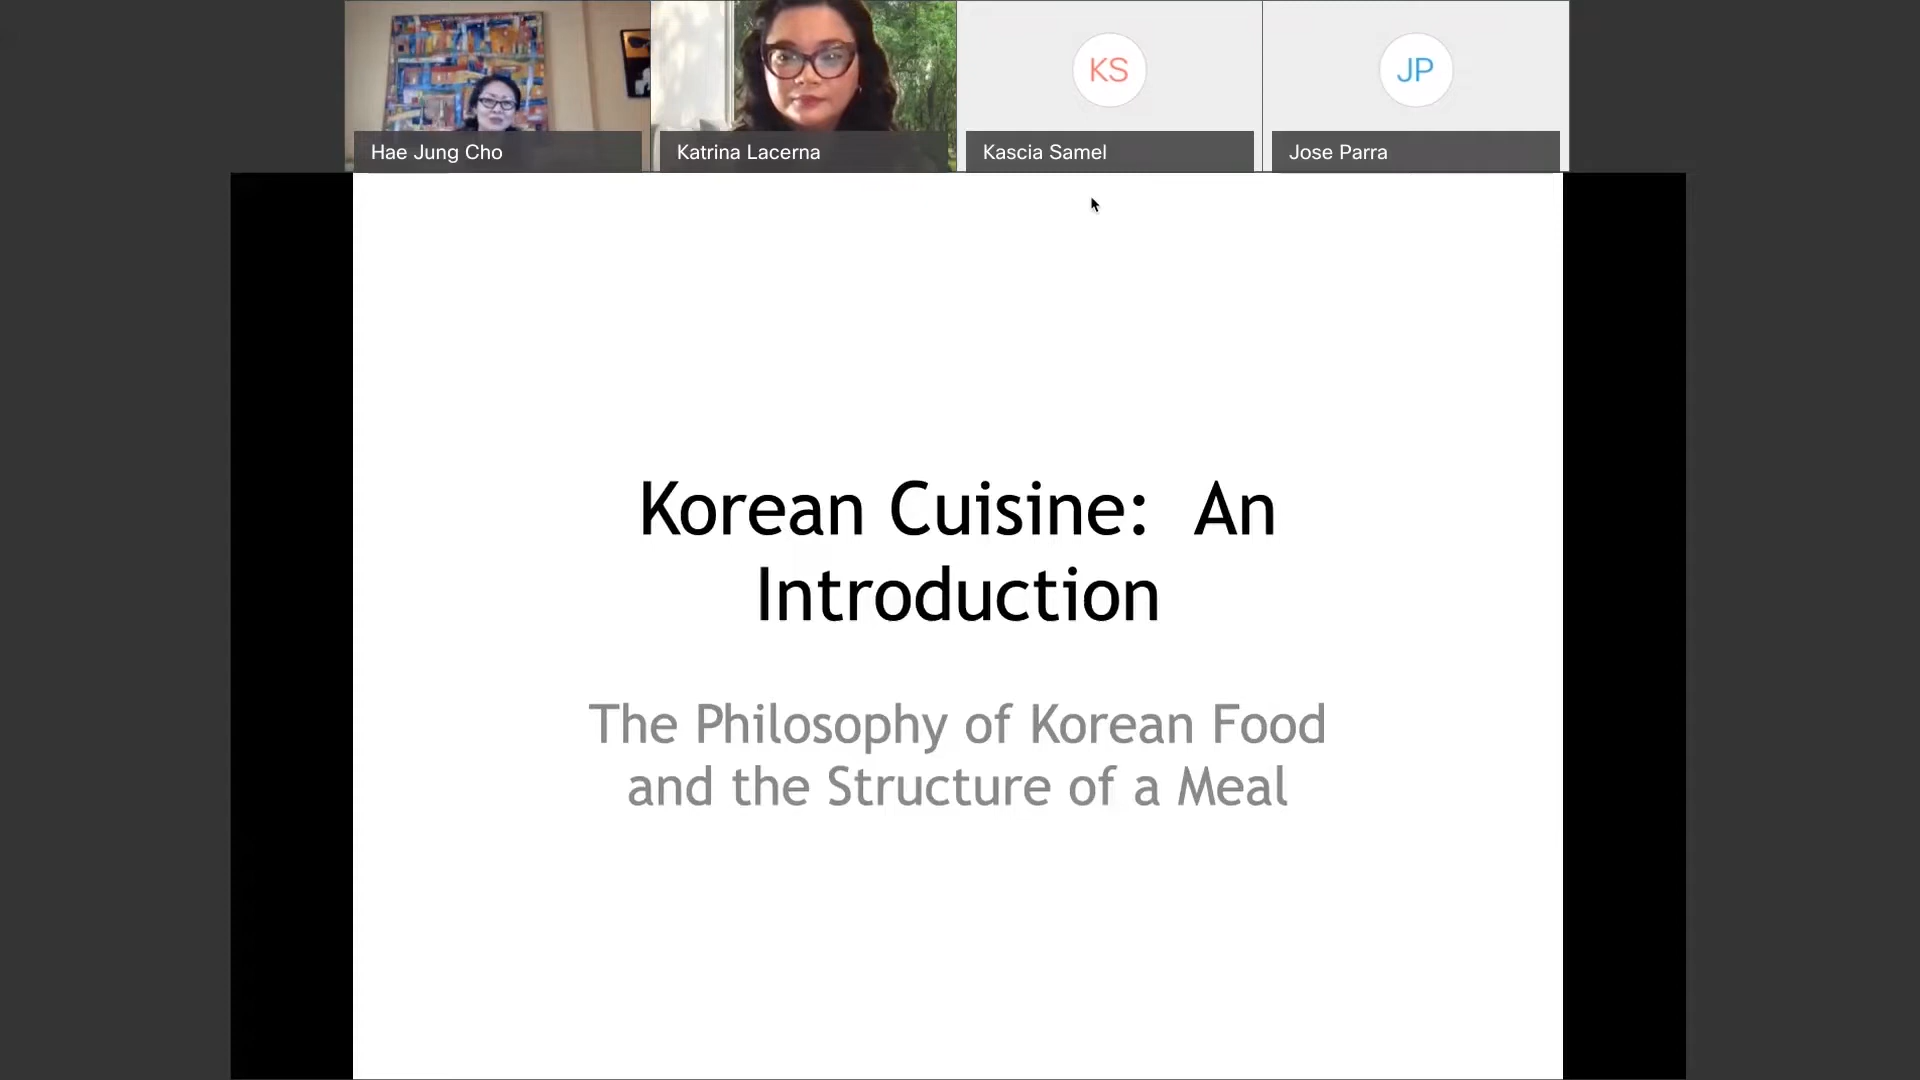 Hae Jung Cho
Katrina Lacerna
KS
Kascia Samel
JP
Jose Parra
Korean Cuisine:  An
Introduction
The Philosophy of Korean Food
and the Structure of a Meal